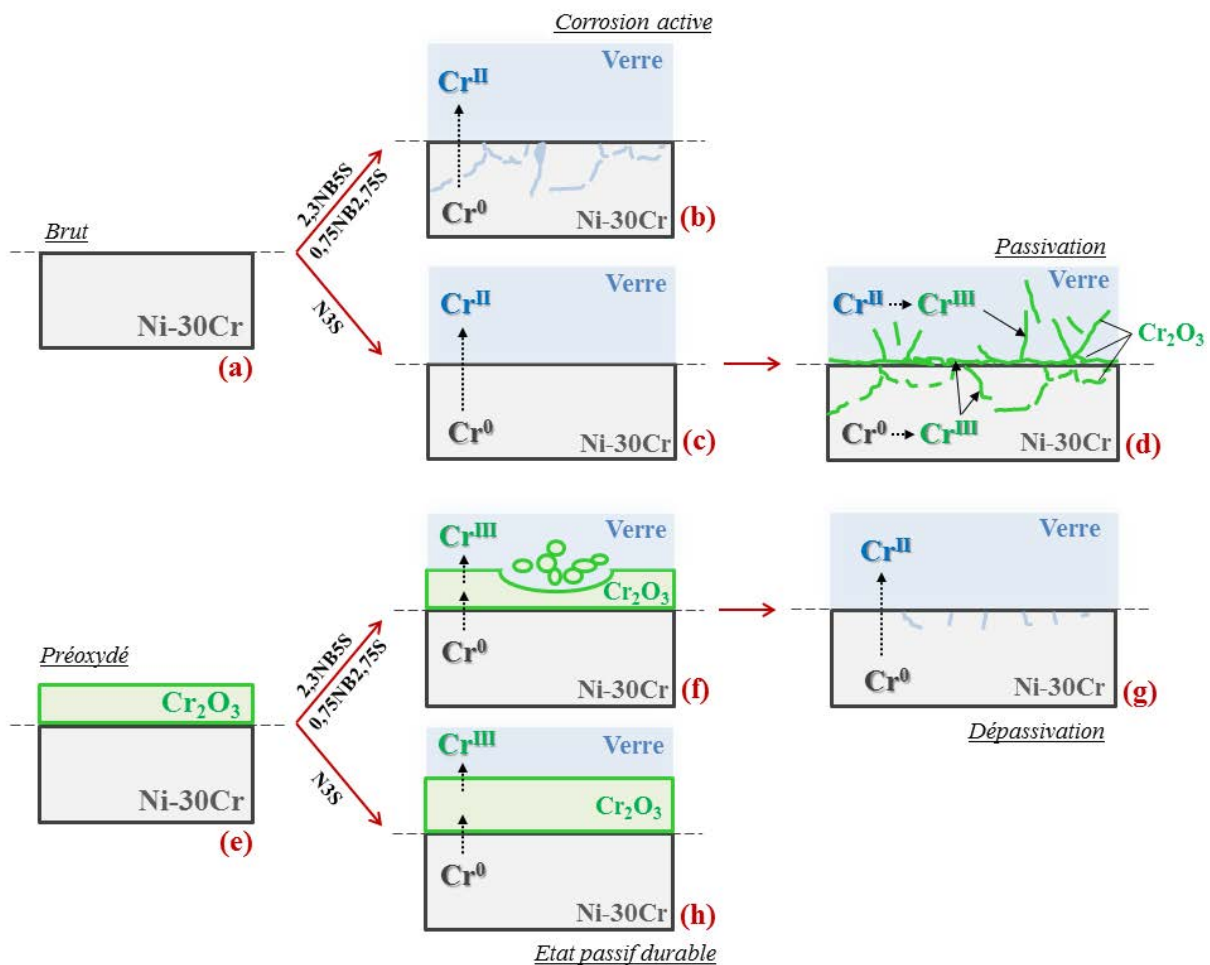 Corrosion active
Verre
Cr^II
2,3NB5S
0,75NB2,75S
Cr^0
Ni-30Cr
(b)
Brut
Ni-30Cr
(a)
N3S
Verre
Cr^II
Cr^0
Ni-30Cr
(c)
Passivation
Verre
Cr^II
Cr^III
Cr₂O₃
Cr^0
Cr^III
Ni-30Cr
(d)
Préoxydé
Cr₂O₃
Ni-30Cr
(e)
2,3NB5S
0,75NB2,75S
N3S
Verre
Cr^III
Cr₂O₃
Cr^0
Ni-30Cr
(f)
Verre
Cr^II
Cr^0
Ni-30Cr
(g)
Dépassivation
Verre
Cr^III
Cr₂O₃
Cr^0
Ni-30Cr
(h)
Etat passif durable